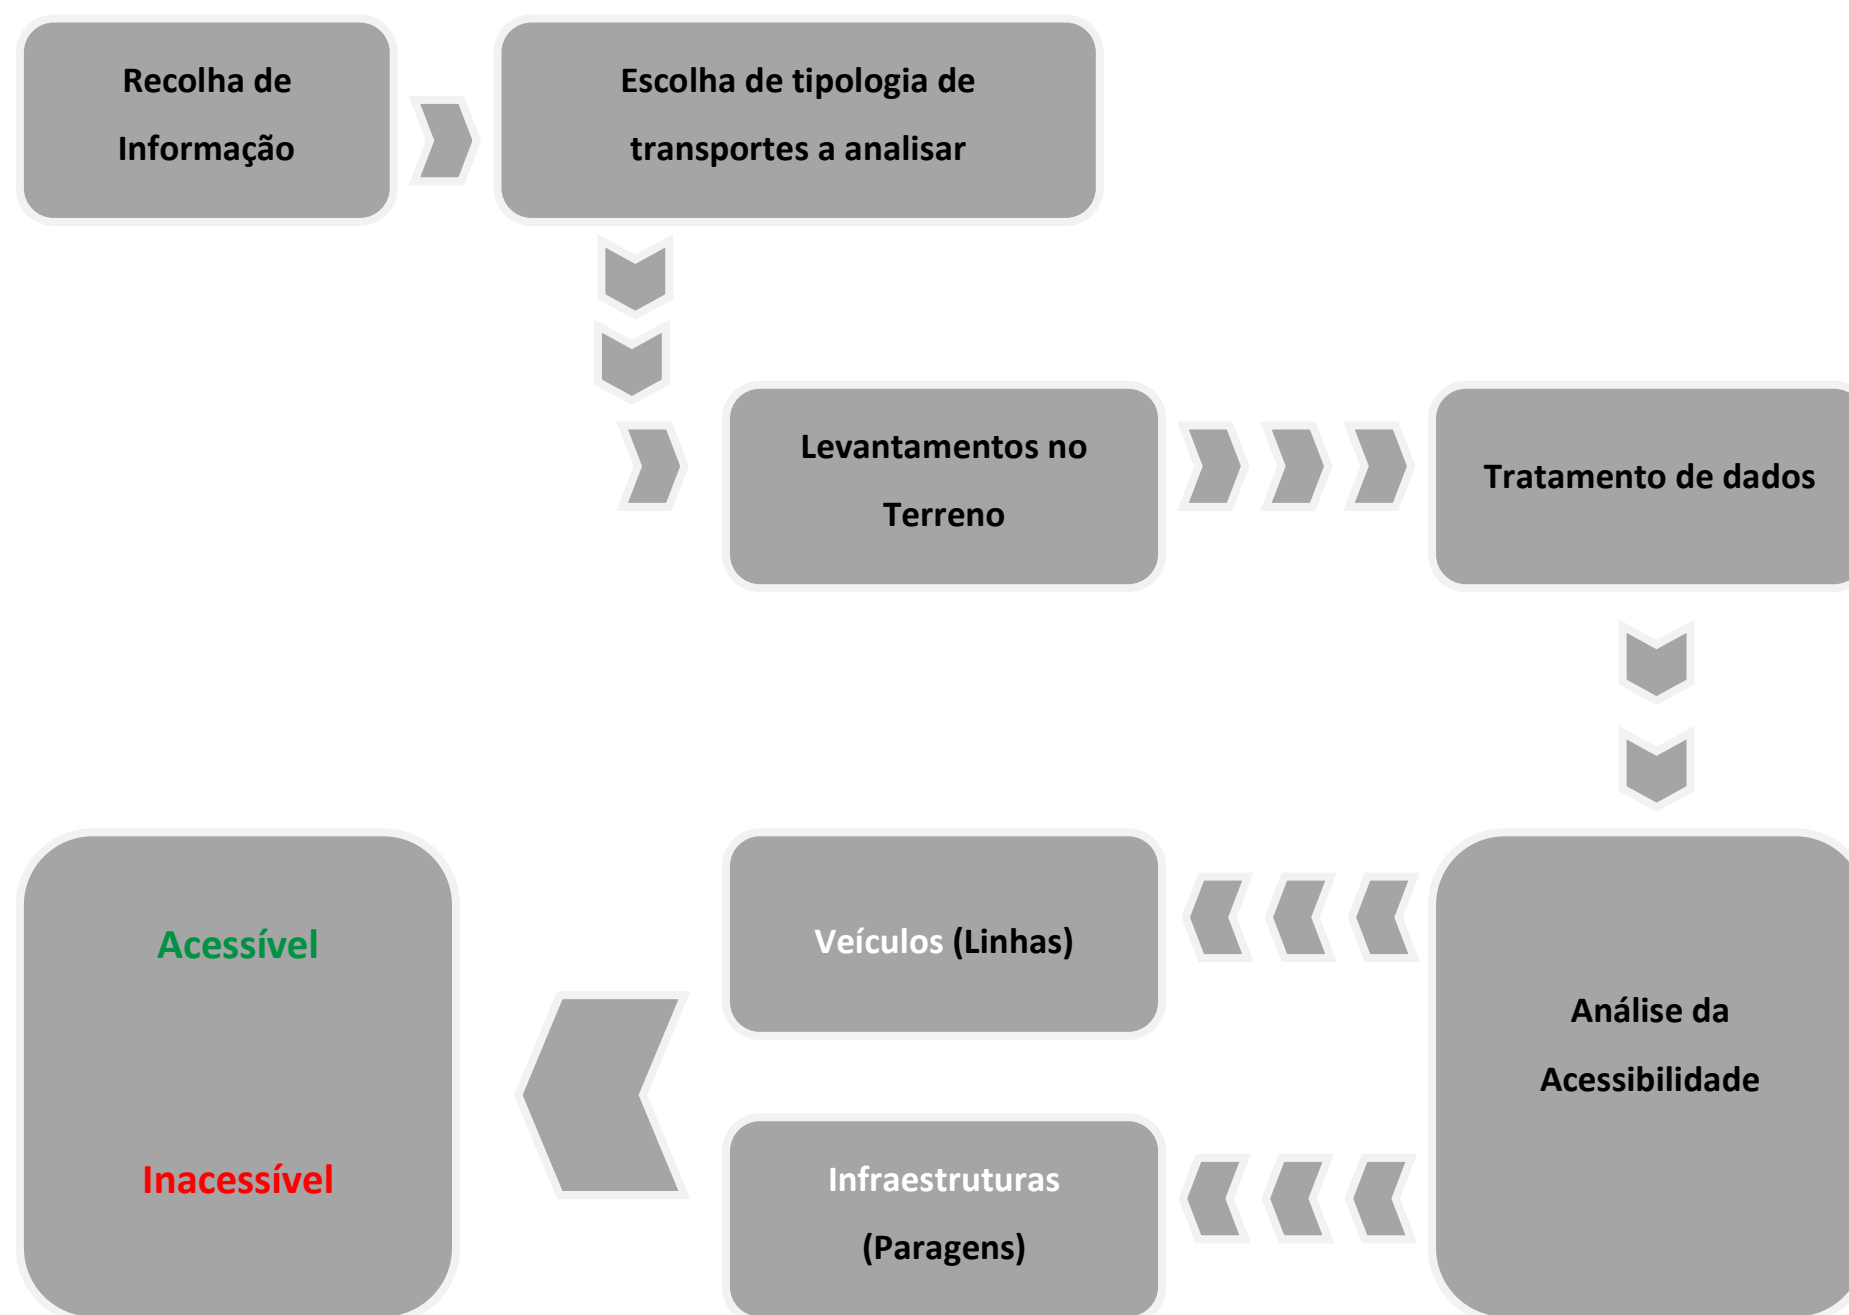 Recolha de
Informação
Escolha de tipologia de
transportes a analisar
Levantamentos no
Terreno
Tratamento de dados
Análise da
Acessibilidade
Veículos (Linhas)
Infraestruturas
(Paragens)
Acessível
Inacessível